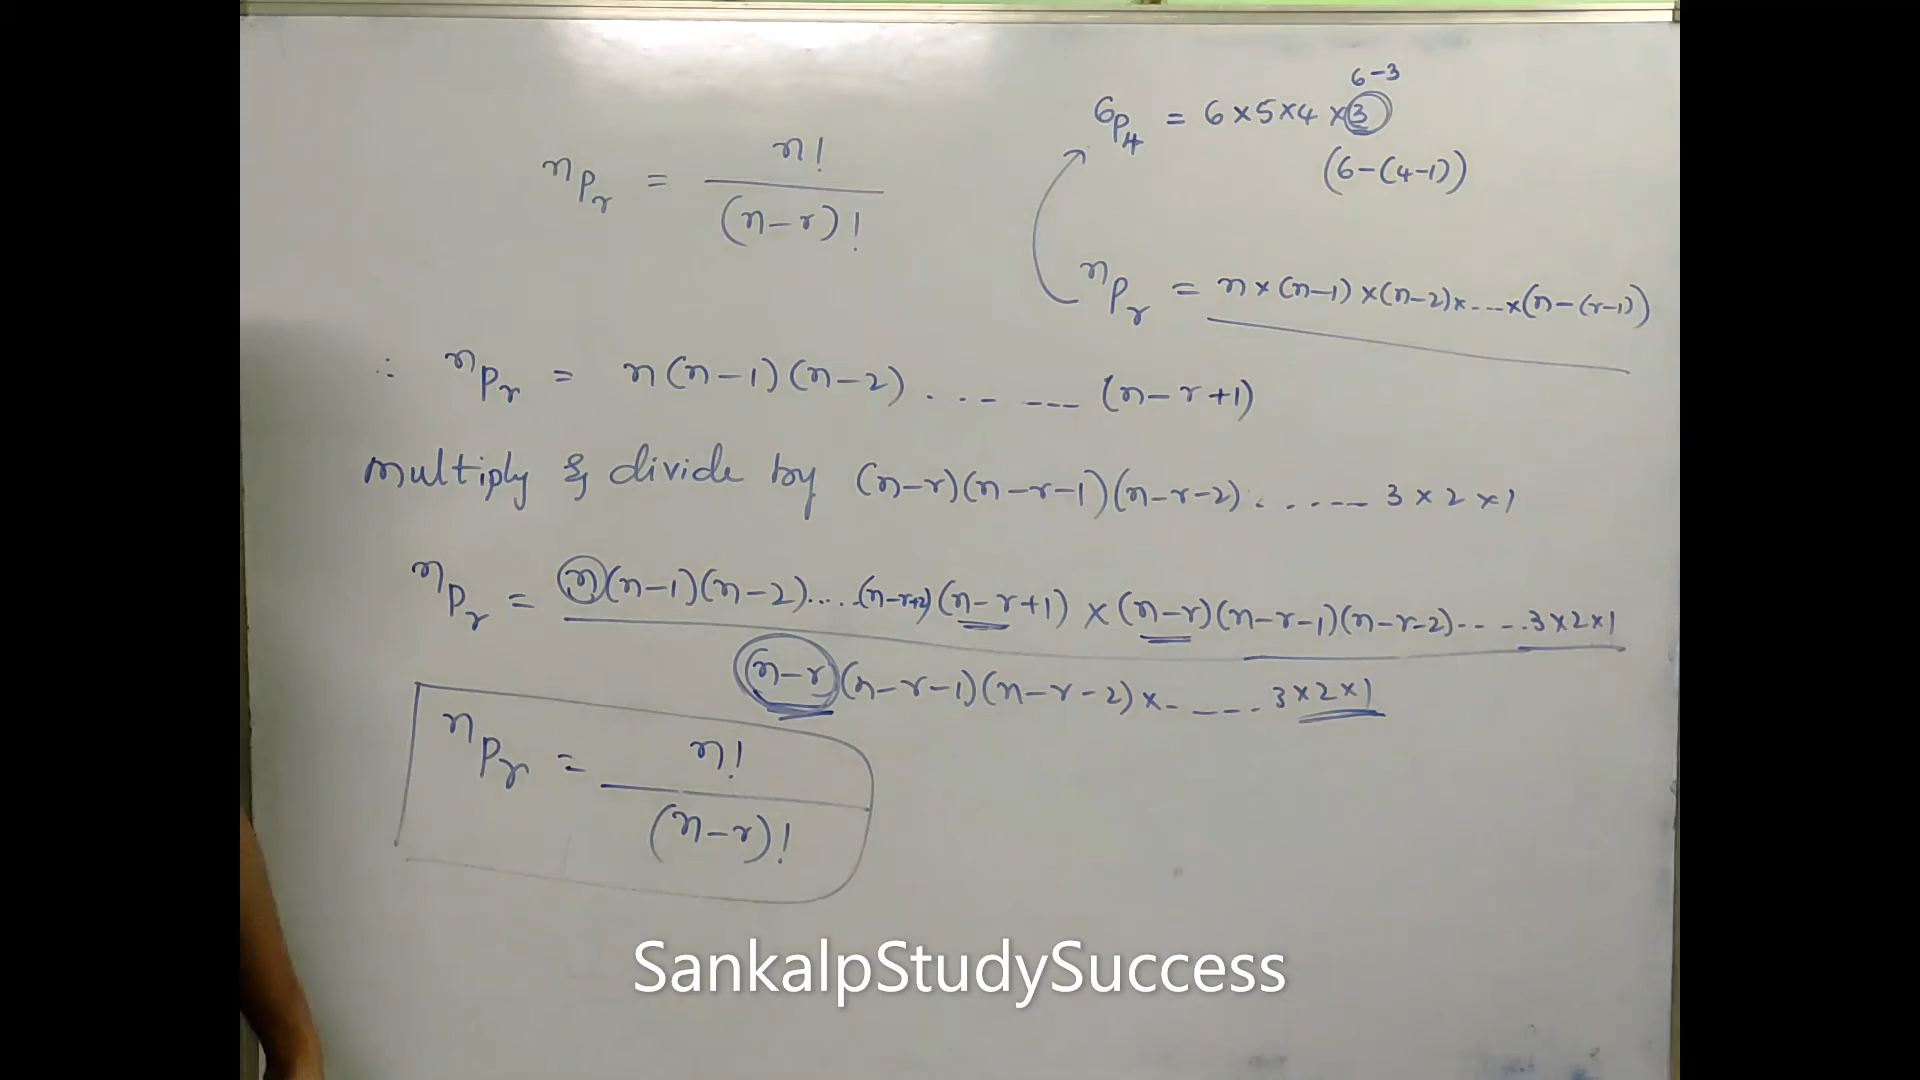 6-3
6P4 = 6×5×4×3
(6-(4-1))
nPr = n! / (n-r)!
nPr = n×(n-1)×(n-2)×....×(n-(r-1))
∴ nPr = n(n-1)(n-2)...---(n-r+1)
multiply & divide by (n-r)(n-r-1)(n-r-2).....--- 3×2×1
nPr = n(n-1)(n-2).....(n-r+2)(n-r+1) × (n-r)(n-r-1)(n-r-2)-----.3×2×1 / (n-r)(n-r-1)(n-r-2)×-___. 3×2×1
nPr = n! / (n-r)!
SankalpStudySuccess